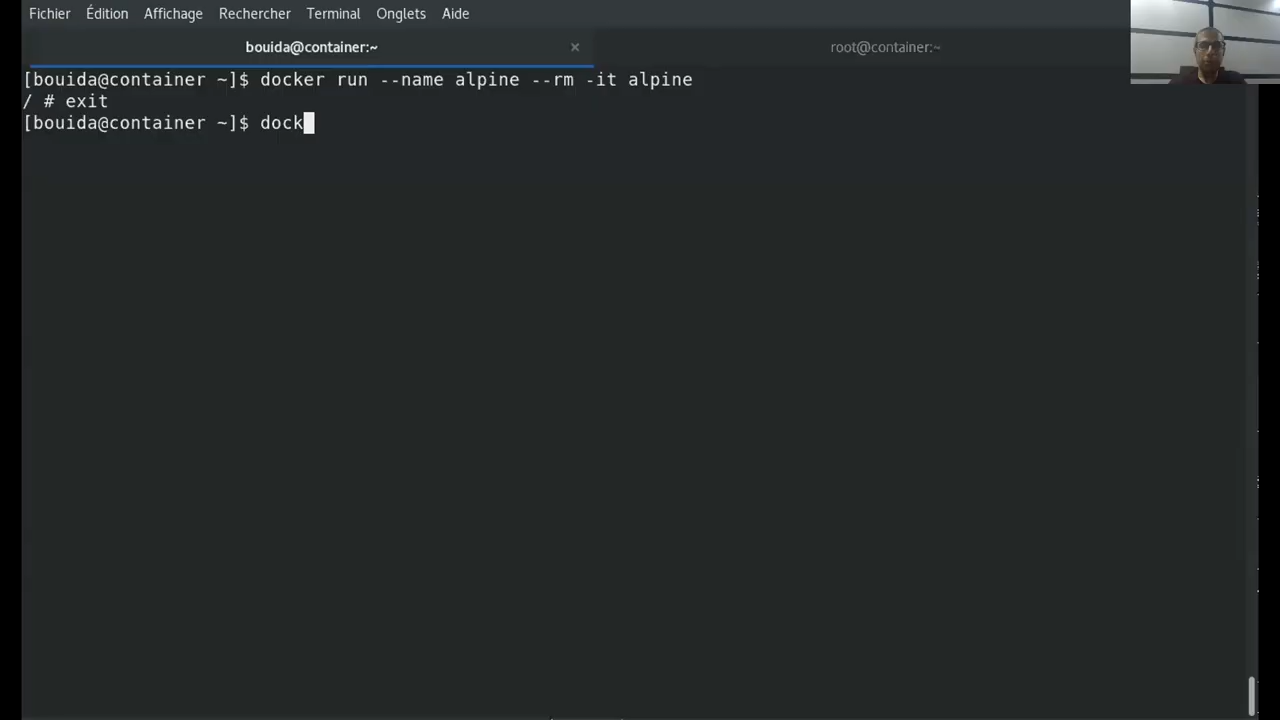 Fichier Édition Affichage Rechercher Terminal Onglets Aide
bouida@container:~ × root@container:~
[bouida@container ~]$ docker run --name alpine --rm -it alpine
/ # exit
[bouida@container ~]$ dock